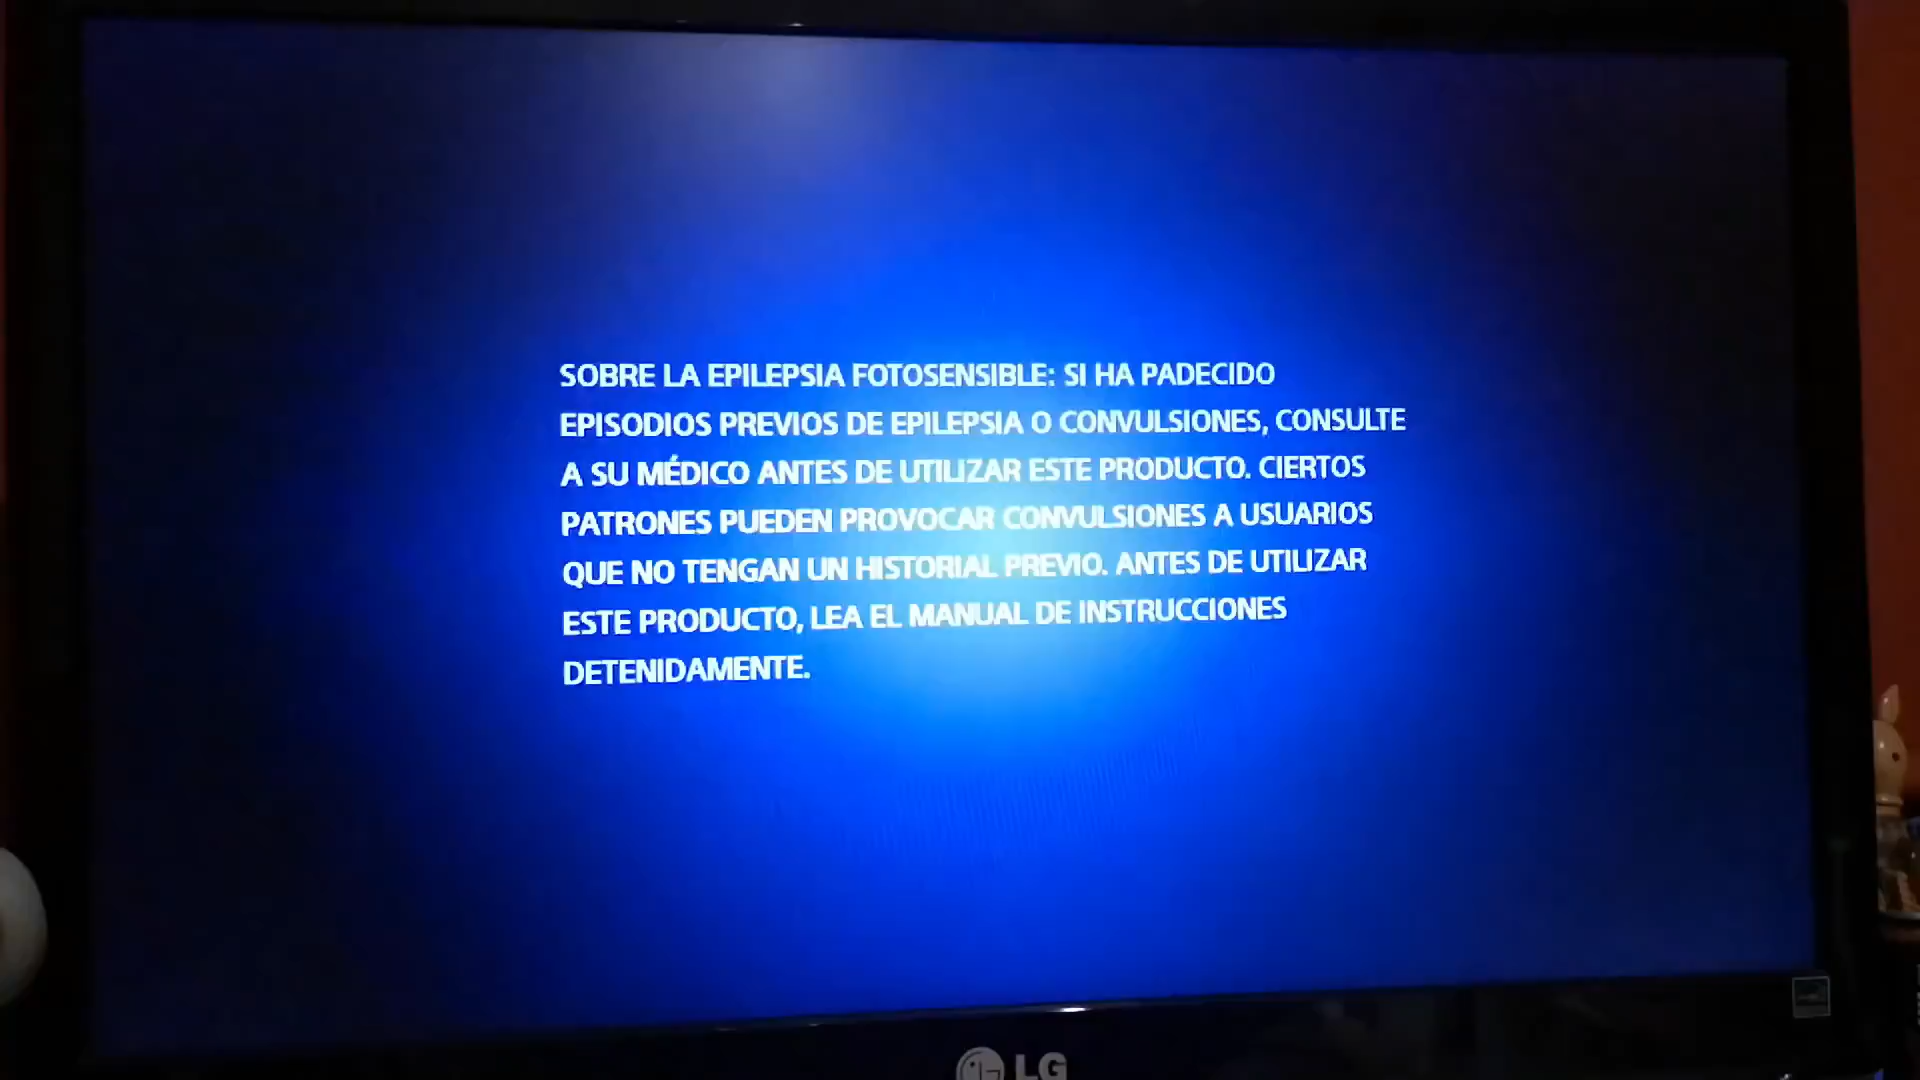 SOBRE LA EPILEPSIA FOTOSENSIBLE: SI HA PADECIDO
EPISODIOS PREVIOS DE EPILEPSIA O CONVULSIONES, CONSULTE
A SU MÉDICO ANTES DE UTILIZAR ESTE PRODUCTO. CIERTOS
PATRONES PUEDEN PROVOCAR CONVULSIONES A USUARIOS
QUE NO TENGAN UN HISTORIAL PREVIO. ANTES DE UTILIZAR
ESTE PRODUCTO, LEA EL MANUAL DE INSTRUCCIONES
DETENIDAMENTE.
LG